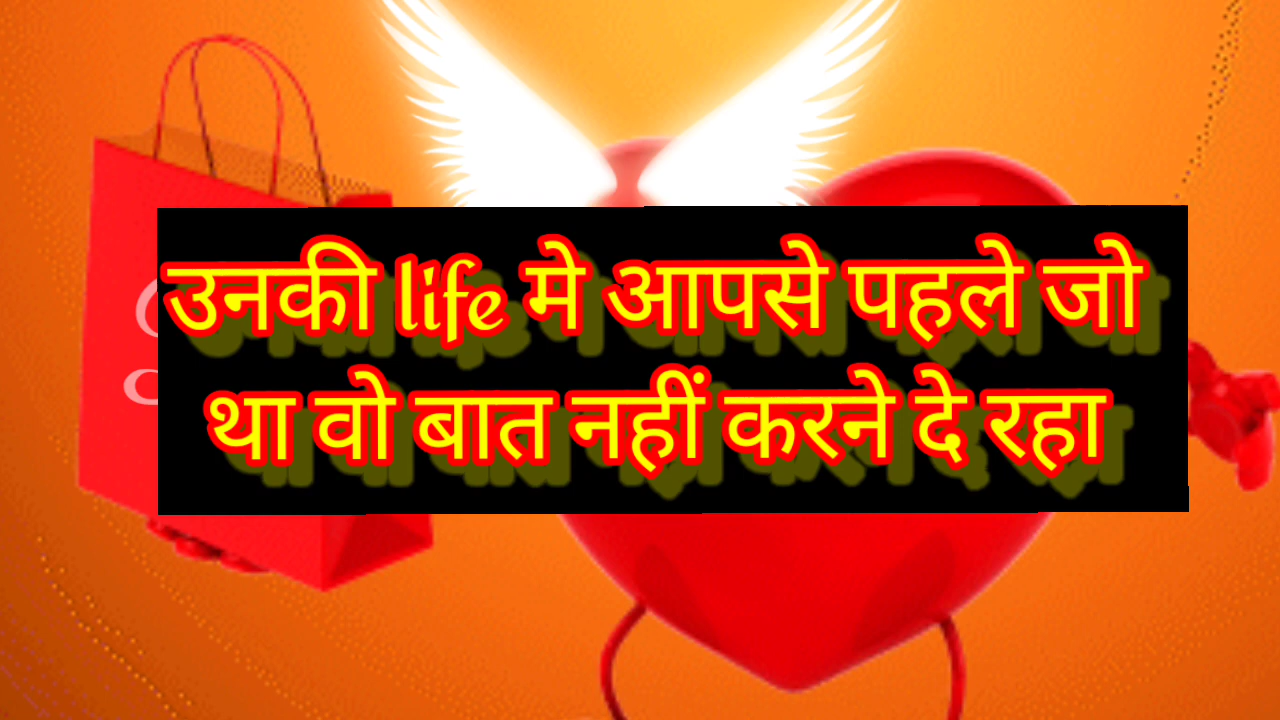 उनकी life मे आपसे पहले जो
था वो बात नहीं करने दे रहा